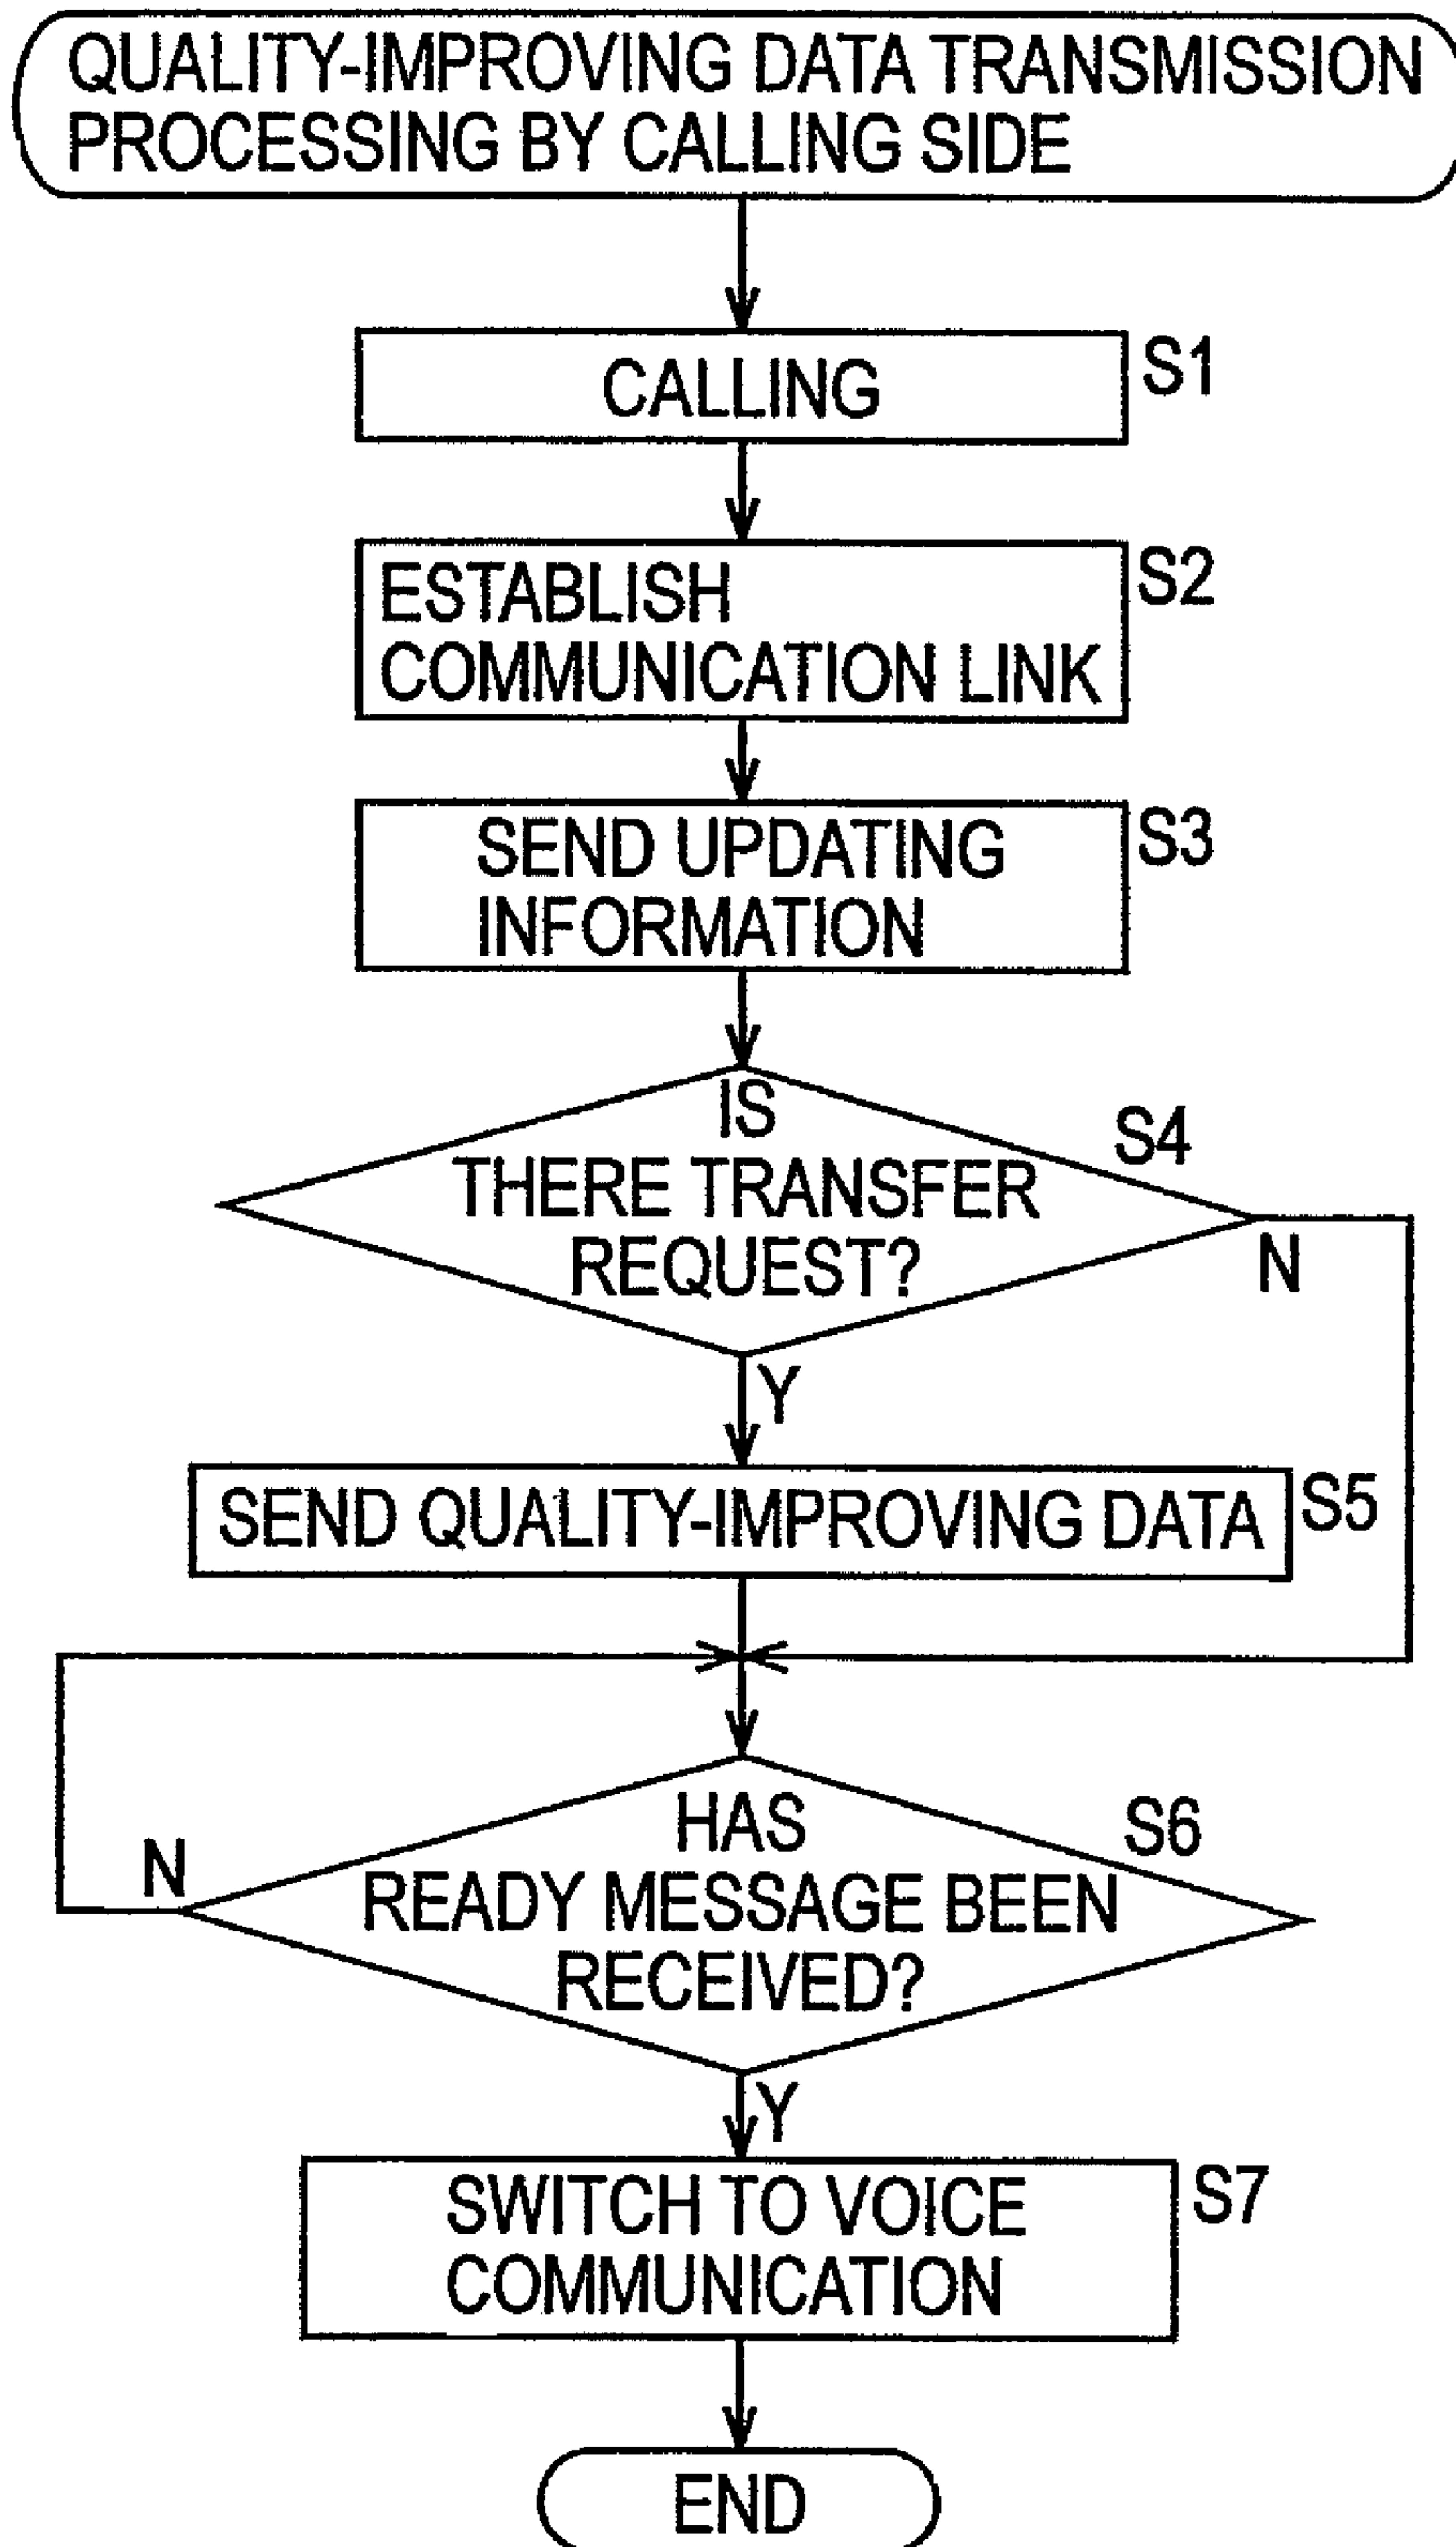 QUALITY-IMPROVING DATA TRANSMISSION
PROCESSING BY CALLING SIDE
CALLING
S1
ESTABLISH
COMMUNICATION LINK
S2
SEND UPDATING
INFORMATION
S3
IS
THERE TRANSFER
REQUEST?
S4
N
Y
SEND QUALITY-IMPROVING DATA
S5
HAS
READY MESSAGE BEEN
RECEIVED?
S6
N
Y
SWITCH TO VOICE
COMMUNICATION
S7
END